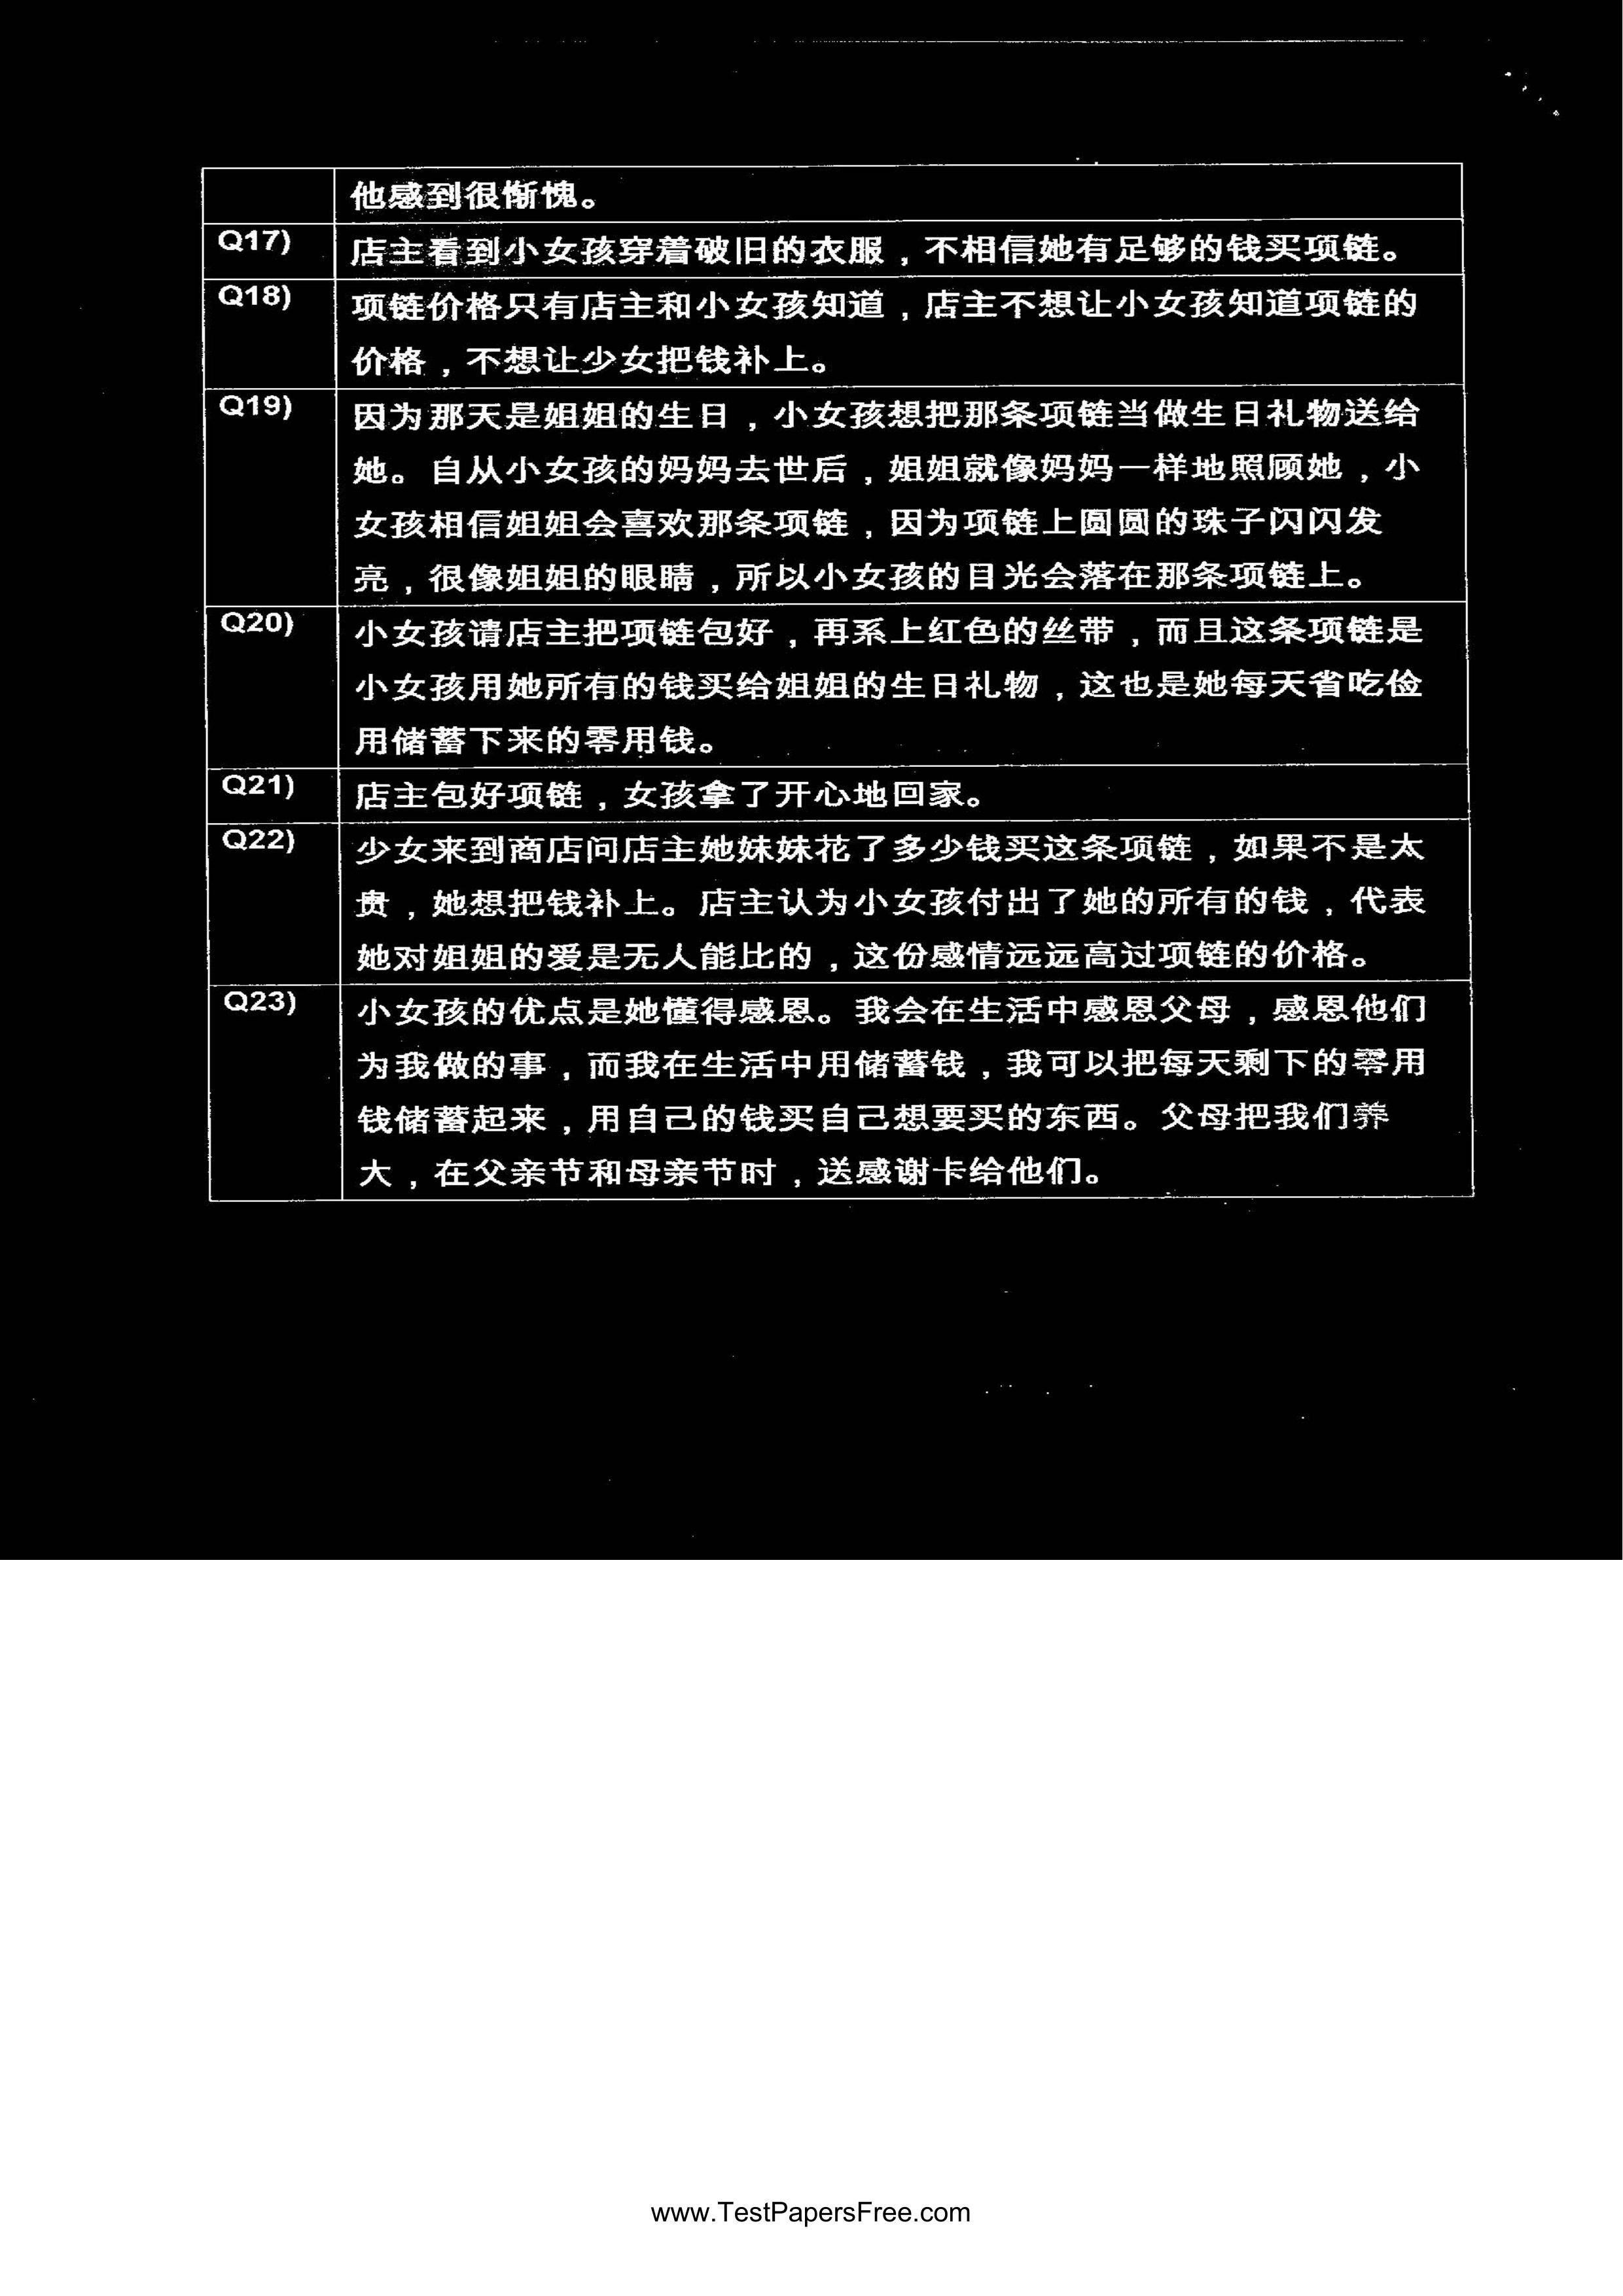 他感到很惭愧。
Q17) 店主看到小女孩穿着破旧的衣服，不相信她有足够的钱买项链。
Q18) 项链价格只有店主和小女孩知道，店主不想让小女孩知道项链的
价格，不想让少女把钱补上。
Q19) 因为那天是姐姐的生日，小女孩想把那条项链当做生日礼物送给
她。自从小女孩的妈妈去世后，姐姐就像妈妈一样地照顾她，小
女孩相信姐姐会喜欢那条项链，因为项链上圆圆的珠子闪闪发
亮，很像姐姐的眼睛，所以小女孩的目光会落在那条项链上。
Q20) 小女孩请店主把项链包好，再系上红色的丝带，而且这条项链是
小女孩用她所有的钱买给姐姐的生日礼物，这也是她每天省吃俭
用储蓄下来的零用钱。
Q21) 店主包好项链，女孩拿了开心地回家。
Q22) 少女来到商店问店主她妹妹花了多少钱买这条项链，如果不是太
贵，她想把钱补上。店主认为小女孩付出了她的所有的钱，代表
她对姐姐的爱是无人能比的，这份感情远远高过项链的价格。
Q23) 小女孩的优点是她懂得感恩。我会在生活中感恩父母，感恩他们
为我做的事，而我在生活中用储蓄钱，我可以把每天剩下的零用
钱储蓄起来，用自己的钱买自己想要买的东西。父母把我们养
大，在父亲节和母亲节时，送感谢卡给他们。
www.TestPapersFree.com